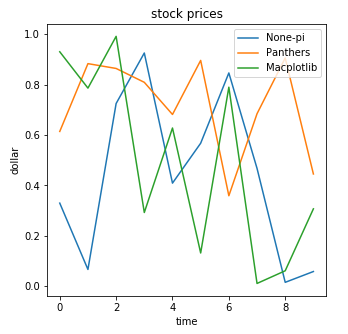 stock prices
None-pi
Panthers
Macplotlib
dollar
1.0
0.8
0.6
0.4
0.2
0.0
0 2 4 6 8
time